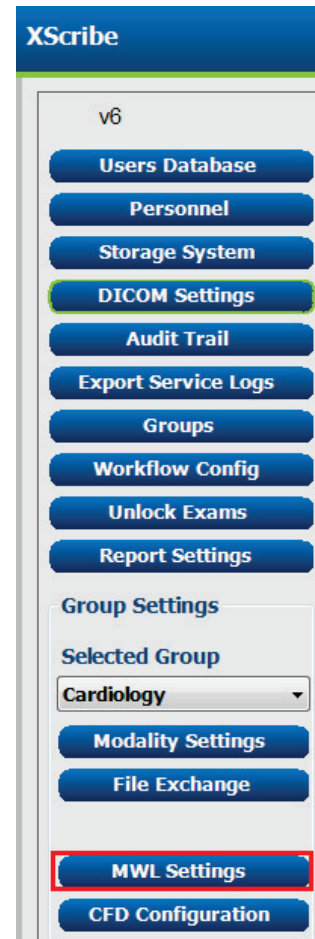 XScribe
v6
Users Database
Personnel
Storage System
DICOM Settings
Audit Trail
Export Service Logs
Groups
Workflow Config
Unlock Exams
Report Settings
Group Settings
Selected Group
Cardiology
Modality Settings
File Exchange
MWL Settings
CFD Configuration